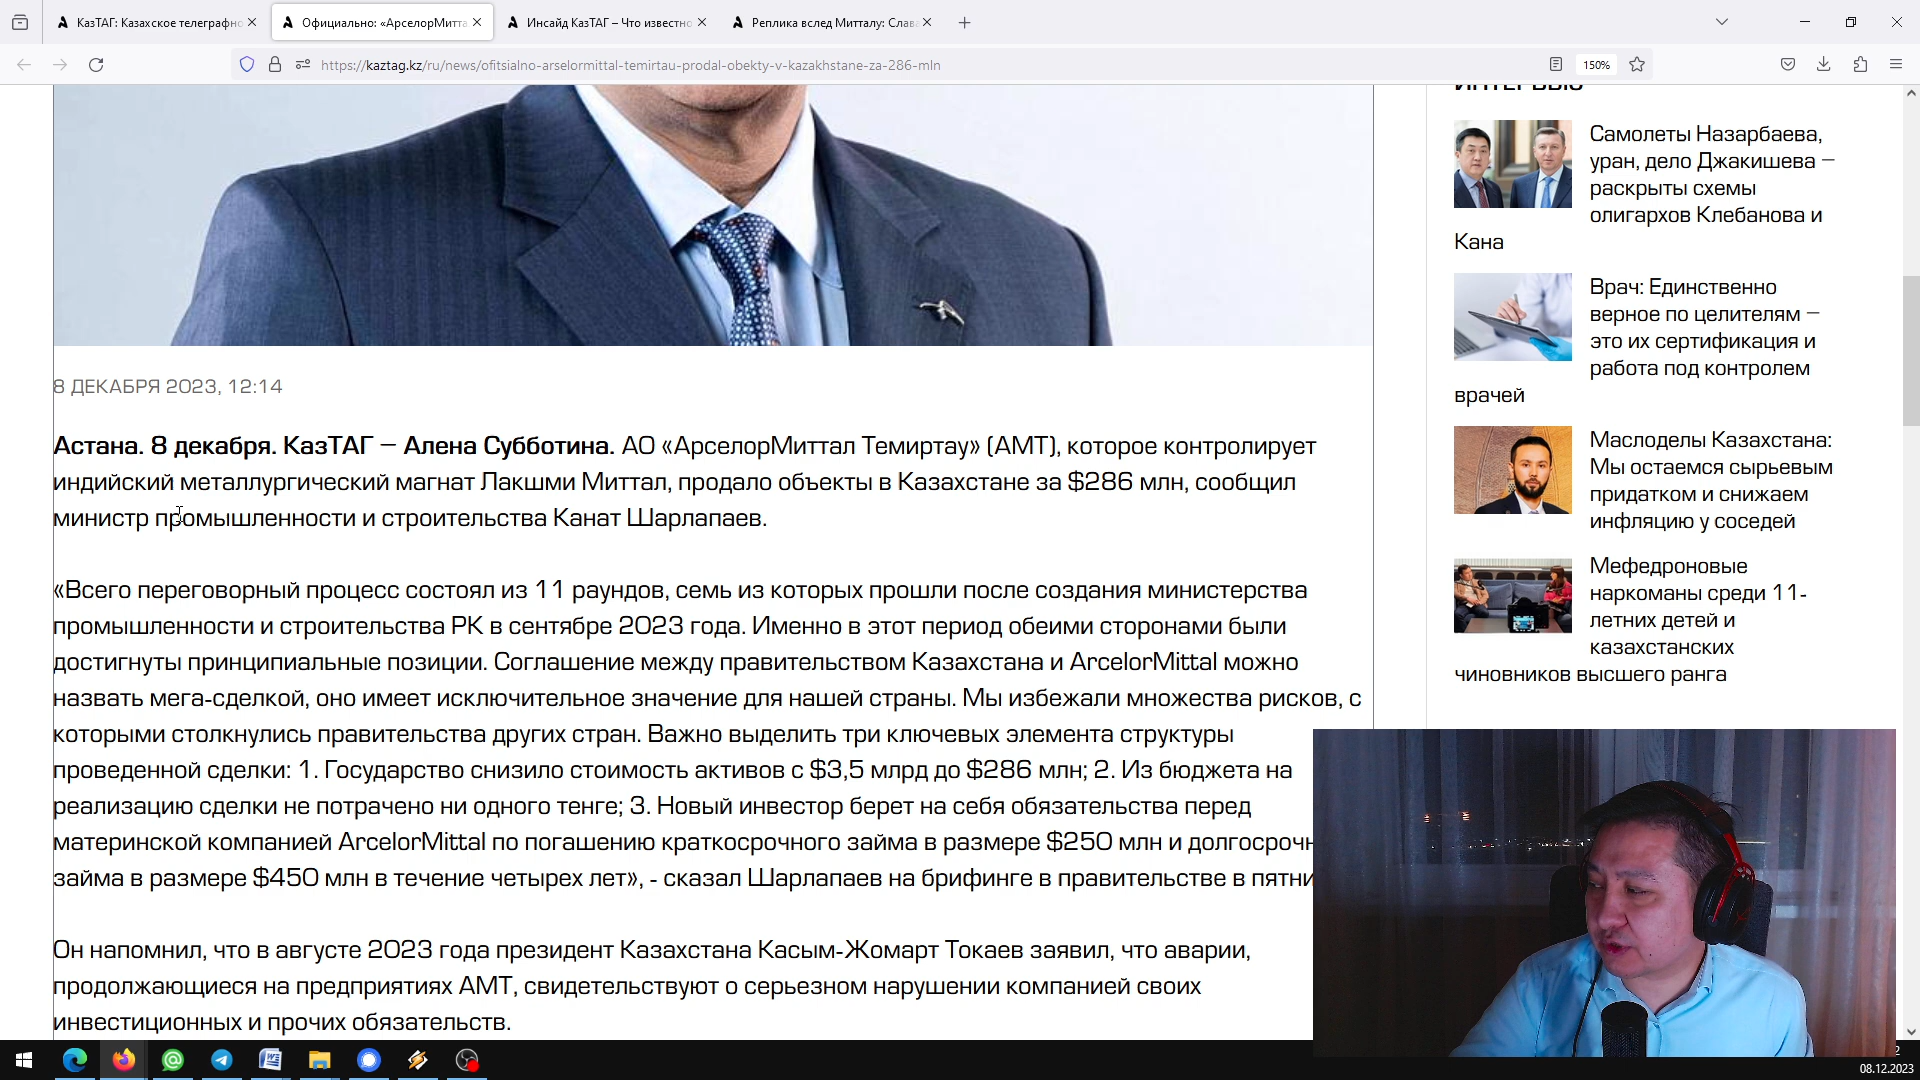 КазТАГ: Казахское телеграфно
Официально: «АрселорМитта
Инсайд КазТАГ – Что известно
Реплика вслед Митталу: Слав
https://kaztag.kz/ru/news/ofitsialno-arselormittal-temirtau-prodal-obekty-v-kazakhstane-za-286-mln
150%
8 ДЕКАБРЯ 2023, 12:14
Астана. 8 декабря. КазТАГ – Алена Субботина. АО «АрселорМиттал Темиртау» (АМТ), которое контролирует
индийский металлургический магнат Лакшми Миттал, продало объекты в Казахстане за $286 млн, сообщил
министр промышленности и строительства Канат Шарлапаев.
«Всего переговорный процесс состоял из 11 раундов, семь из которых прошли после создания министерства
промышленности и строительства РК в сентябре 2023 года. Именно в этот период обеими сторонами были
достигнуты принципиальные позиции. Соглашение между правительством Казахстана и ArcelorMittal можно
назвать мега-сделкой, оно имеет исключительное значение для нашей страны. Мы избежали множества рисков, с
которыми столкнулись правительства других стран. Важно выделить три ключевых элемента структуры
проведенной сделки: 1. Государство снизило стоимость активов с $3,5 млрд до $286 млн; 2. Из бюджета на
реализацию сделки не потрачено ни одного тенге; 3. Новый инвестор берет на себя обязательства перед
материнской компанией ArcelorMittal по погашению краткосрочного займа в размере $250 млн и долгосрочн
займа в размере $450 млн в течение четырех лет», - сказал Шарлапаев на брифинге в правительстве в пятни
Он напомнил, что в августе 2023 года президент Казахстана Касым-Жомарт Токаев заявил, что аварии,
продолжающиеся на предприятиях АМТ, свидетельствуют о серьезном нарушении компанией своих
инвестиционных и прочих обязательств.
ИНТЕРВЬЮ
Самолеты Назарбаева,
уран, дело Джакишева –
раскрыты схемы
олигархов Клебанова и
Кана
Врач: Единственно
верное по целителям –
это их сертификация и
работа под контролем
врачей
Маслоделы Казахстана:
Мы остаемся сырьевым
придатком и снижаем
инфляцию у соседей
Мефедроновые
наркоманы среди 11-
летних детей и
казахстанских
чиновников высшего ранга
08.12.2023